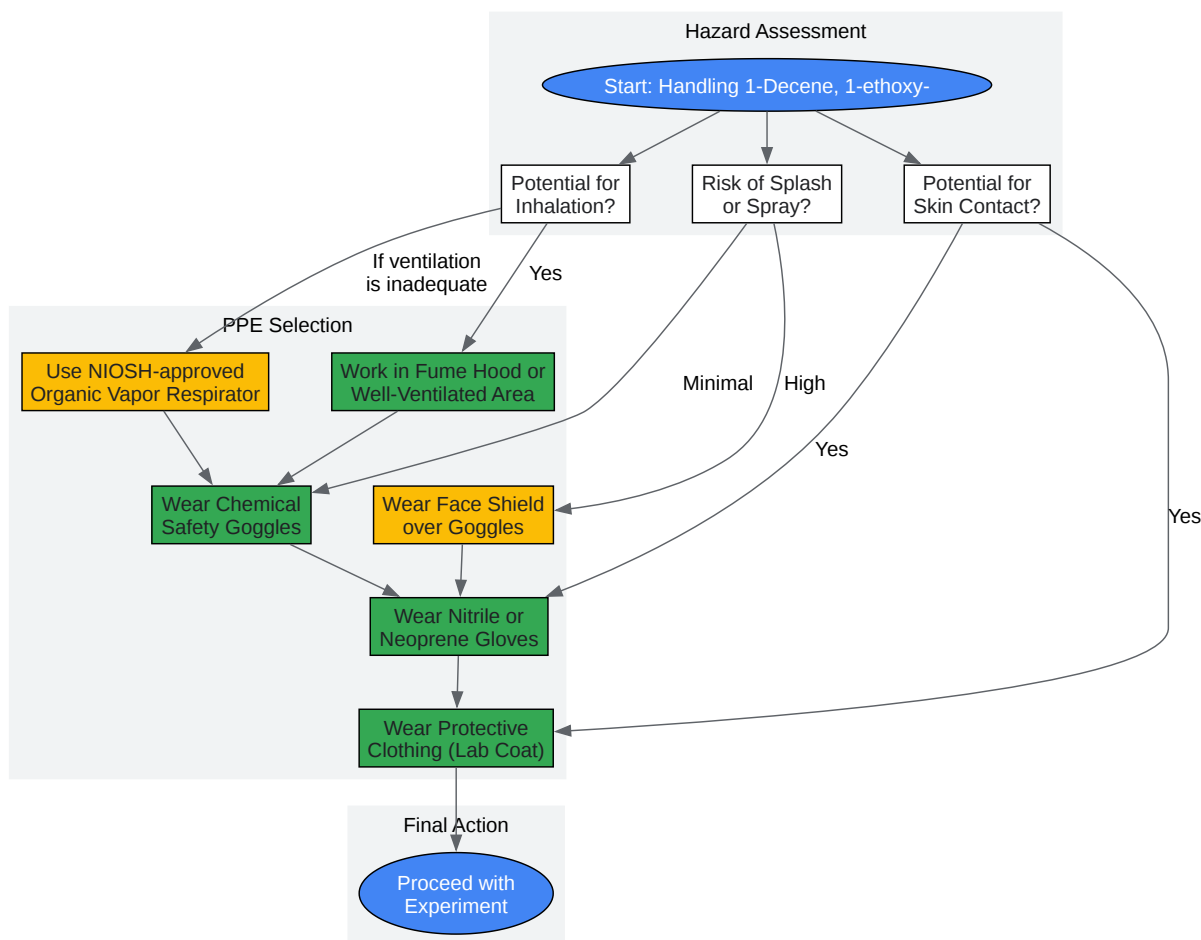 Hazard Assessment
Start: Handling 1-Decene, 1-ethoxy-
Potential for
Inhalation?
Risk of Splash
or Spray?
Potential for
Skin Contact?
If ventilation
is inadequate
Yes
PPE Selection
Use NIOSH-approved
Organic Vapor Respirator
Work in Fume Hood or
Well-Ventilated Area
Minimal
High
Yes
Wear Chemical
Safety Goggles
Wear Face Shield
over Goggles
Yes
Wear Nitrile or
Neoprene Gloves
Wear Protective
Clothing (Lab Coat)
Final Action
Proceed with
Experiment